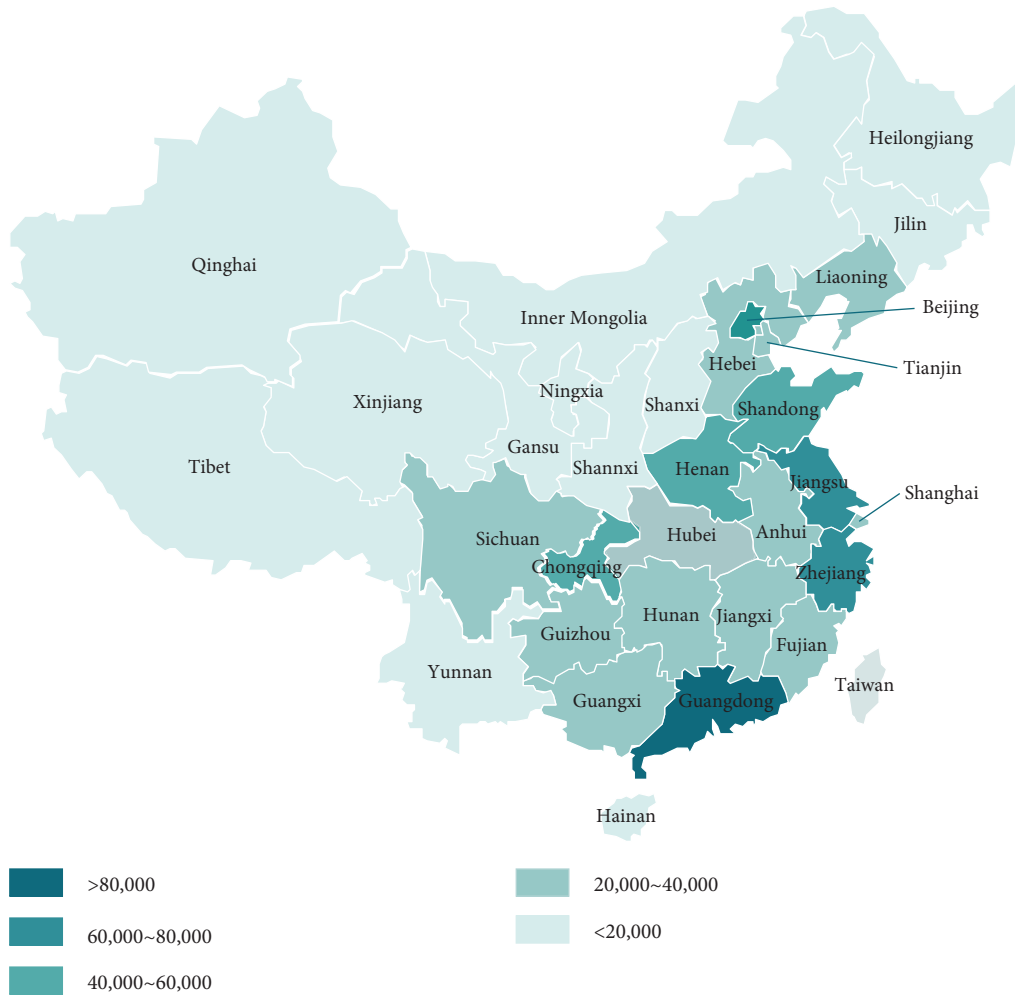 Heilongjiang
Jilin
Qinghai
Liaoning
Beijing
Inner Mongolia
Hebei
Tianjin
Ningxia
Xinjiang
Shanxi
Shandong
Gansu
Tibet
Shannxi
Henan
Jiangsu
Shanghai
Sichuan
Hubei
Anhui
Chongqing
Zhejiang
Hunan
Jiangxi
Guizhou
Fujian
Yunnan
Taiwan
Guangxi
Guangdong
Hainan
>80,000
60,000~80,000
40,000~60,000
20,000~40,000
<20,000